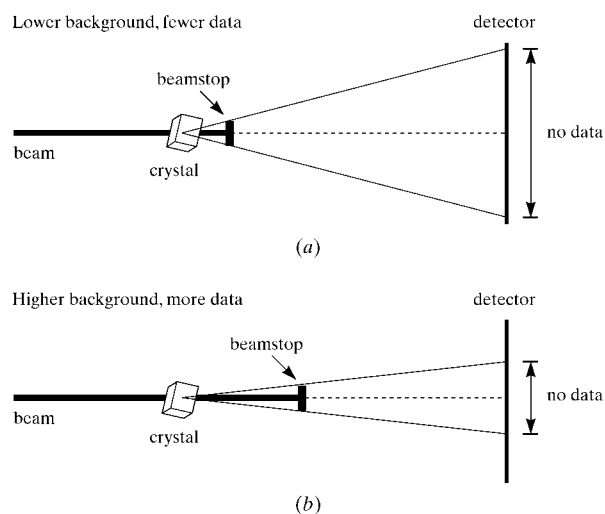 Lower background, fewer data
detector
beamstop
no data
beam
crystal
(a)
Higher background, more data
detector
beamstop
no data
beam
crystal
(b)